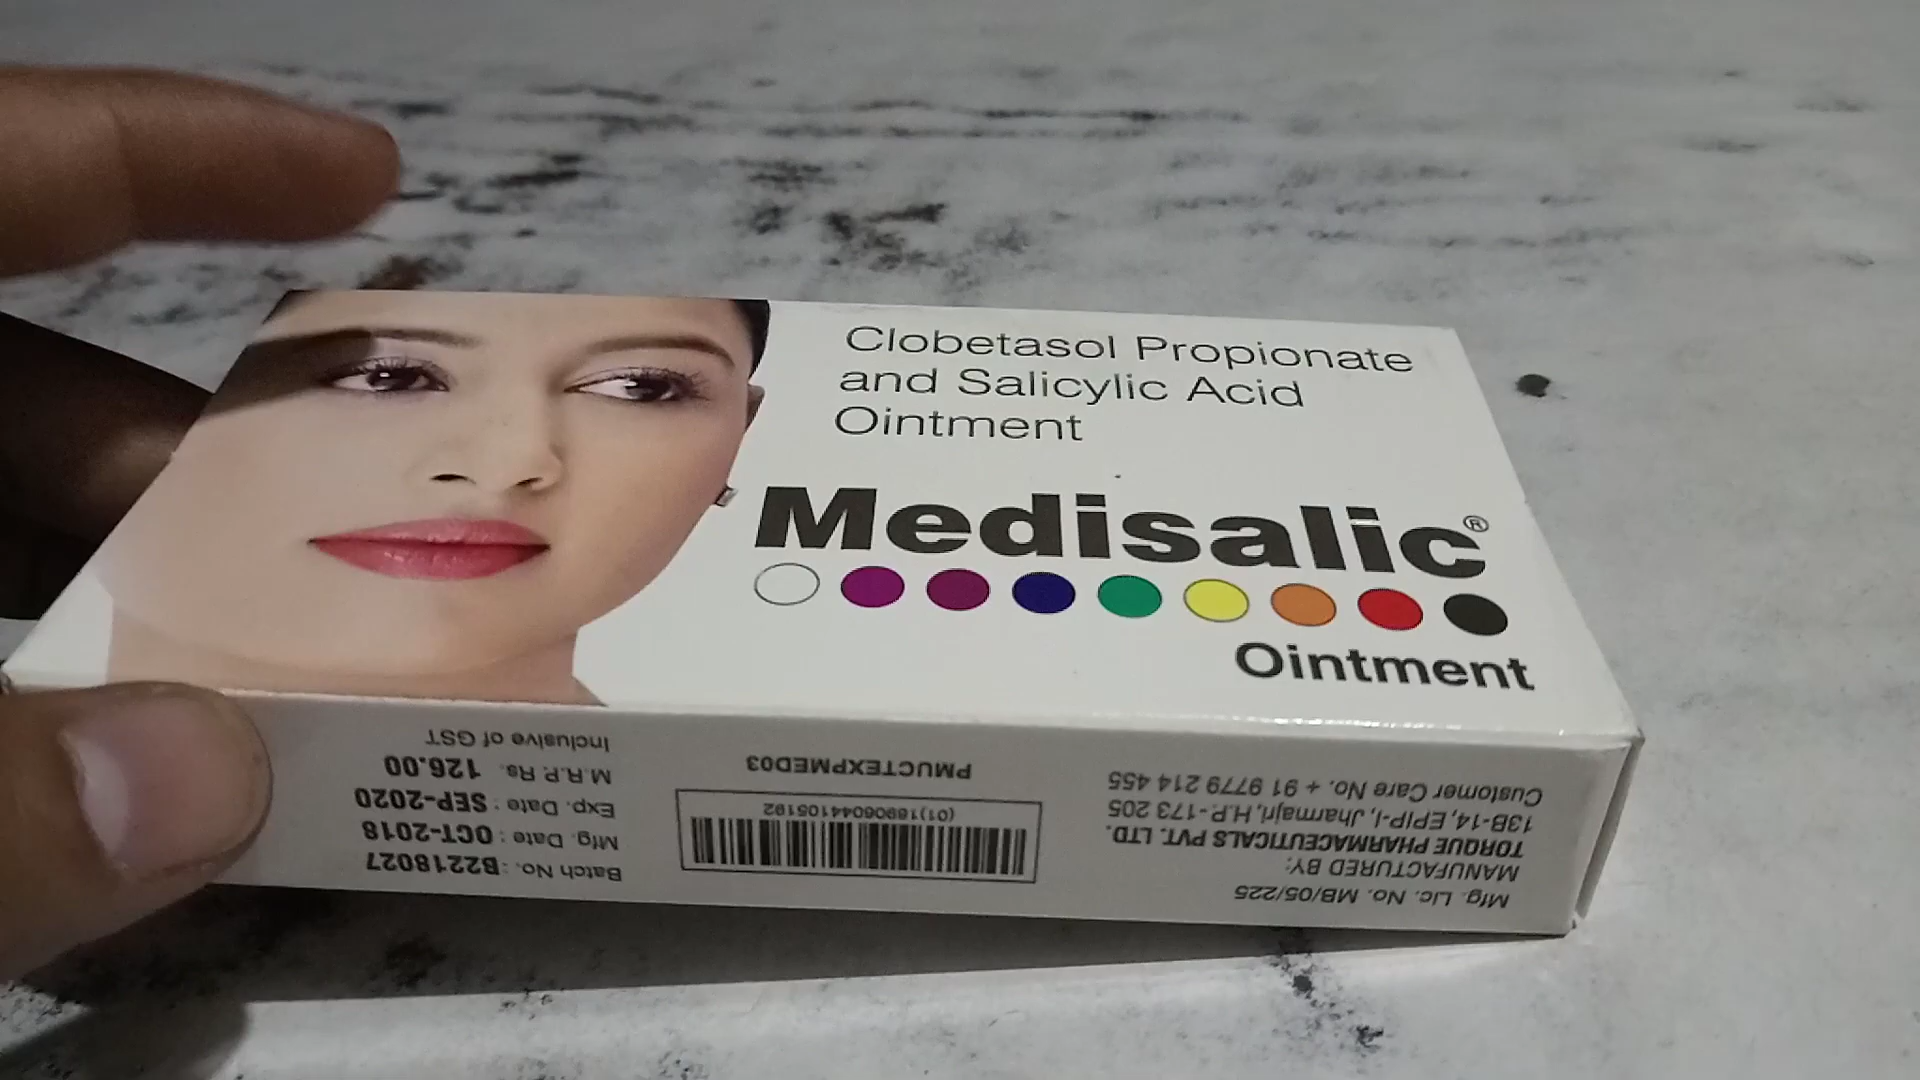 Clobetasol Propionate
and Salicylic Acid
Ointment
Medisalic®
Ointment
Mfg. Lic. No. MB/05/225
MANUFACTURED BY:
TORQUE PHARMACEUTICALS PVT. LTD.
13B-14, EPIP-I, Jharmajri, H.P.-173 205
Customer Care No. + 91 9779 214 455
(01)18906044105192
PMUCTEXPMED03
Batch No. : B2218027
Mfg. Date : OCT-2018
Exp. Date : SEP-2020
M.R.P. Rs. 126.00
Inclusive of GST